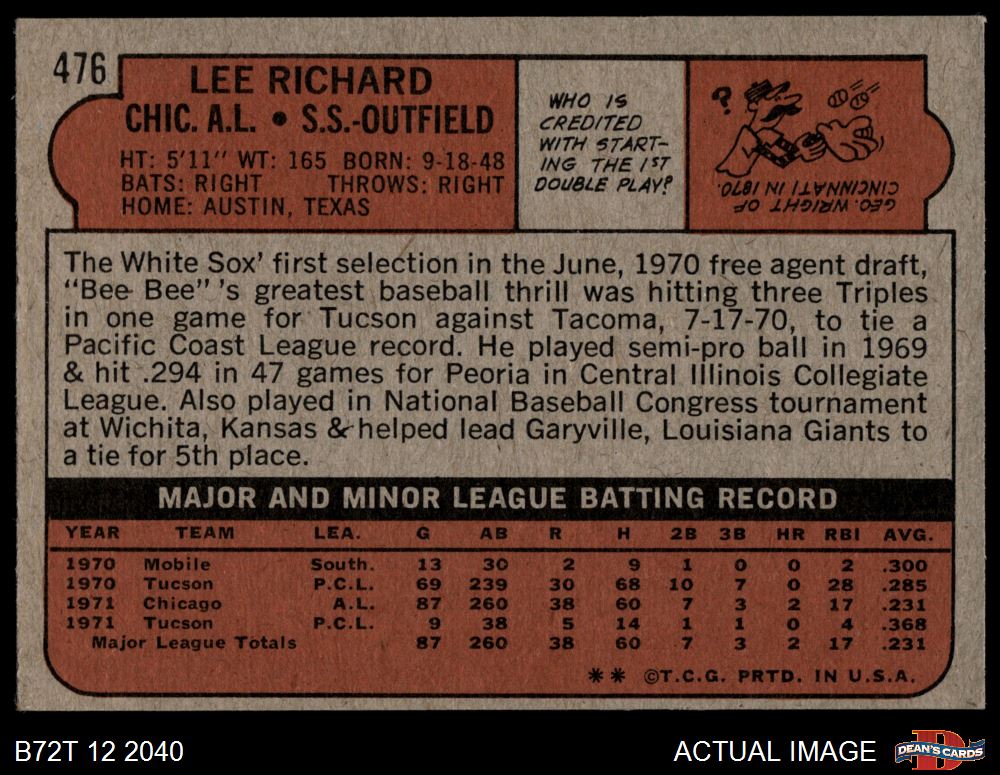 476
LEE RICHARD
CHIC. A.L. • S.S.-OUTFIELD
HT: 5'11" WT: 165 BORN: 9-18-48
BATS: RIGHT THROWS: RIGHT
HOME: AUSTIN, TEXAS
WHO IS
CREDITED
WITH START-
ING THE 1ST
DOUBLE PLAY?
?
GEO. WRIGHT OF
CINCINNATI IN 1870.
The White Sox' first selection in the June, 1970 free agent draft,
"Bee Bee" 's greatest baseball thrill was hitting three Triples
in one game for Tucson against Tacoma, 7-17-70, to tie a
Pacific Coast League record. He played semi-pro ball in 1969
& hit .294 in 47 games for Peoria in Central Illinois Collegiate
League. Also played in National Baseball Congress tournament
at Wichita, Kansas & helped lead Garyville, Louisiana Giants to
a tie for 5th place.
MAJOR AND MINOR LEAGUE BATTING RECORD
YEAR TEAM LEA. G AB R H 2B 3B HR RBI AVG.
1970 Mobile South. 13 30 2 9 1 0 0 2 .300
1970 Tucson P.C.L. 69 239 30 68 10 7 0 28 .285
1971 Chicago A.L. 87 260 38 60 7 3 2 17 .231
1971 Tucson P.C.L. 9 38 5 14 1 1 0 4 .368
Major League Totals 87 260 38 60 7 3 2 17 .231
** ©T.C.G. PRTD. IN U.S.A.
B72T 12 2040
ACTUAL IMAGE
D
DEAN'S CARDS